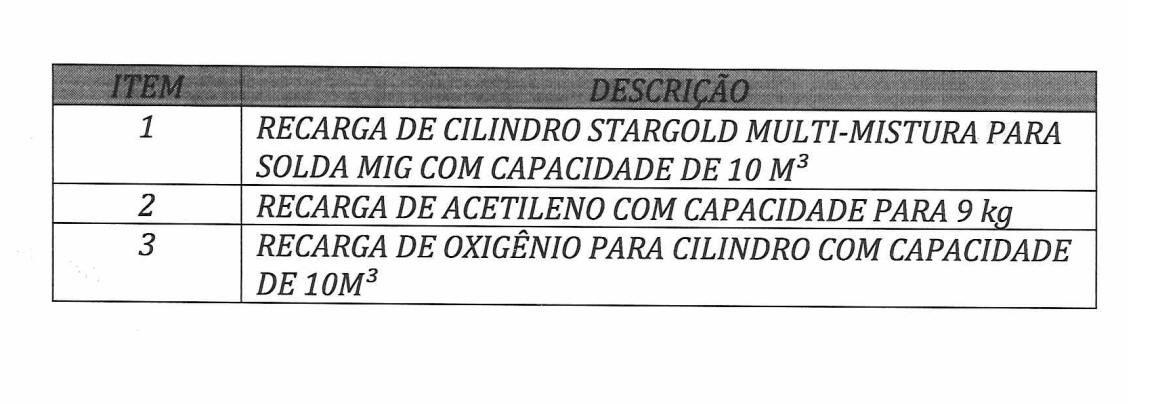 ITEM DESCRIÇÃO
1 RECARGA DE CILINDRO STARGOLD MULTI-MISTURA PARA
SOLDA MIG COM CAPACIDADE DE 10 M³
2 RECARGA DE ACETILENO COM CAPACIDADE PARA 9 kg
3 RECARGA DE OXIGÊNIO PARA CILINDRO COM CAPACIDADE
DE 10M³